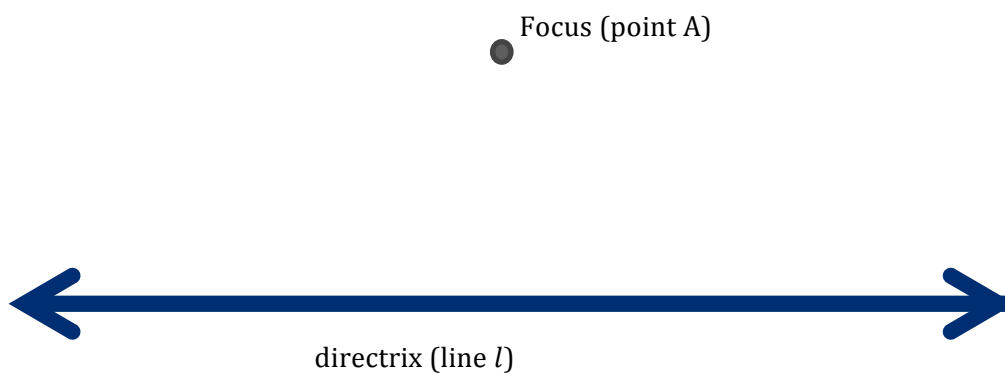 Focus (point A)
directrix (line l)